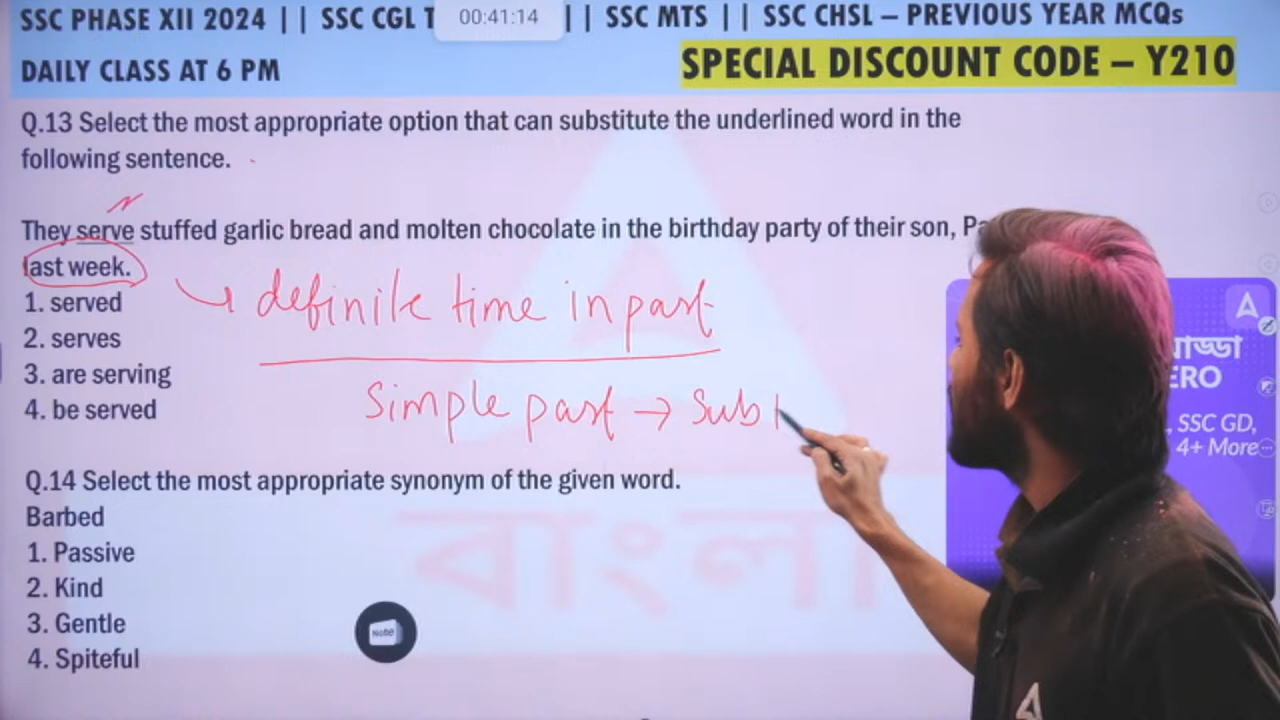 SSC PHASE XII 2024 || SSC CGL T 00:41:14 || SSC MTS || SSC CHSL – PREVIOUS YEAR MCQs
DAILY CLASS AT 6 PM
SPECIAL DISCOUNT CODE – Y210
Q.13 Select the most appropriate option that can substitute the underlined word in the
following sentence.
They serve stuffed garlic bread and molten chocolate in the birthday party of their son, Pa
last week.
definite time in past
1. served
2. serves
3. are serving
4. be served
Simple past → Sub
ERO
, SSC GD,
4+ More
Q.14 Select the most appropriate synonym of the given word.
Barbed
1. Passive
2. Kind
3. Gentle
4. Spiteful
Note
বাংলা